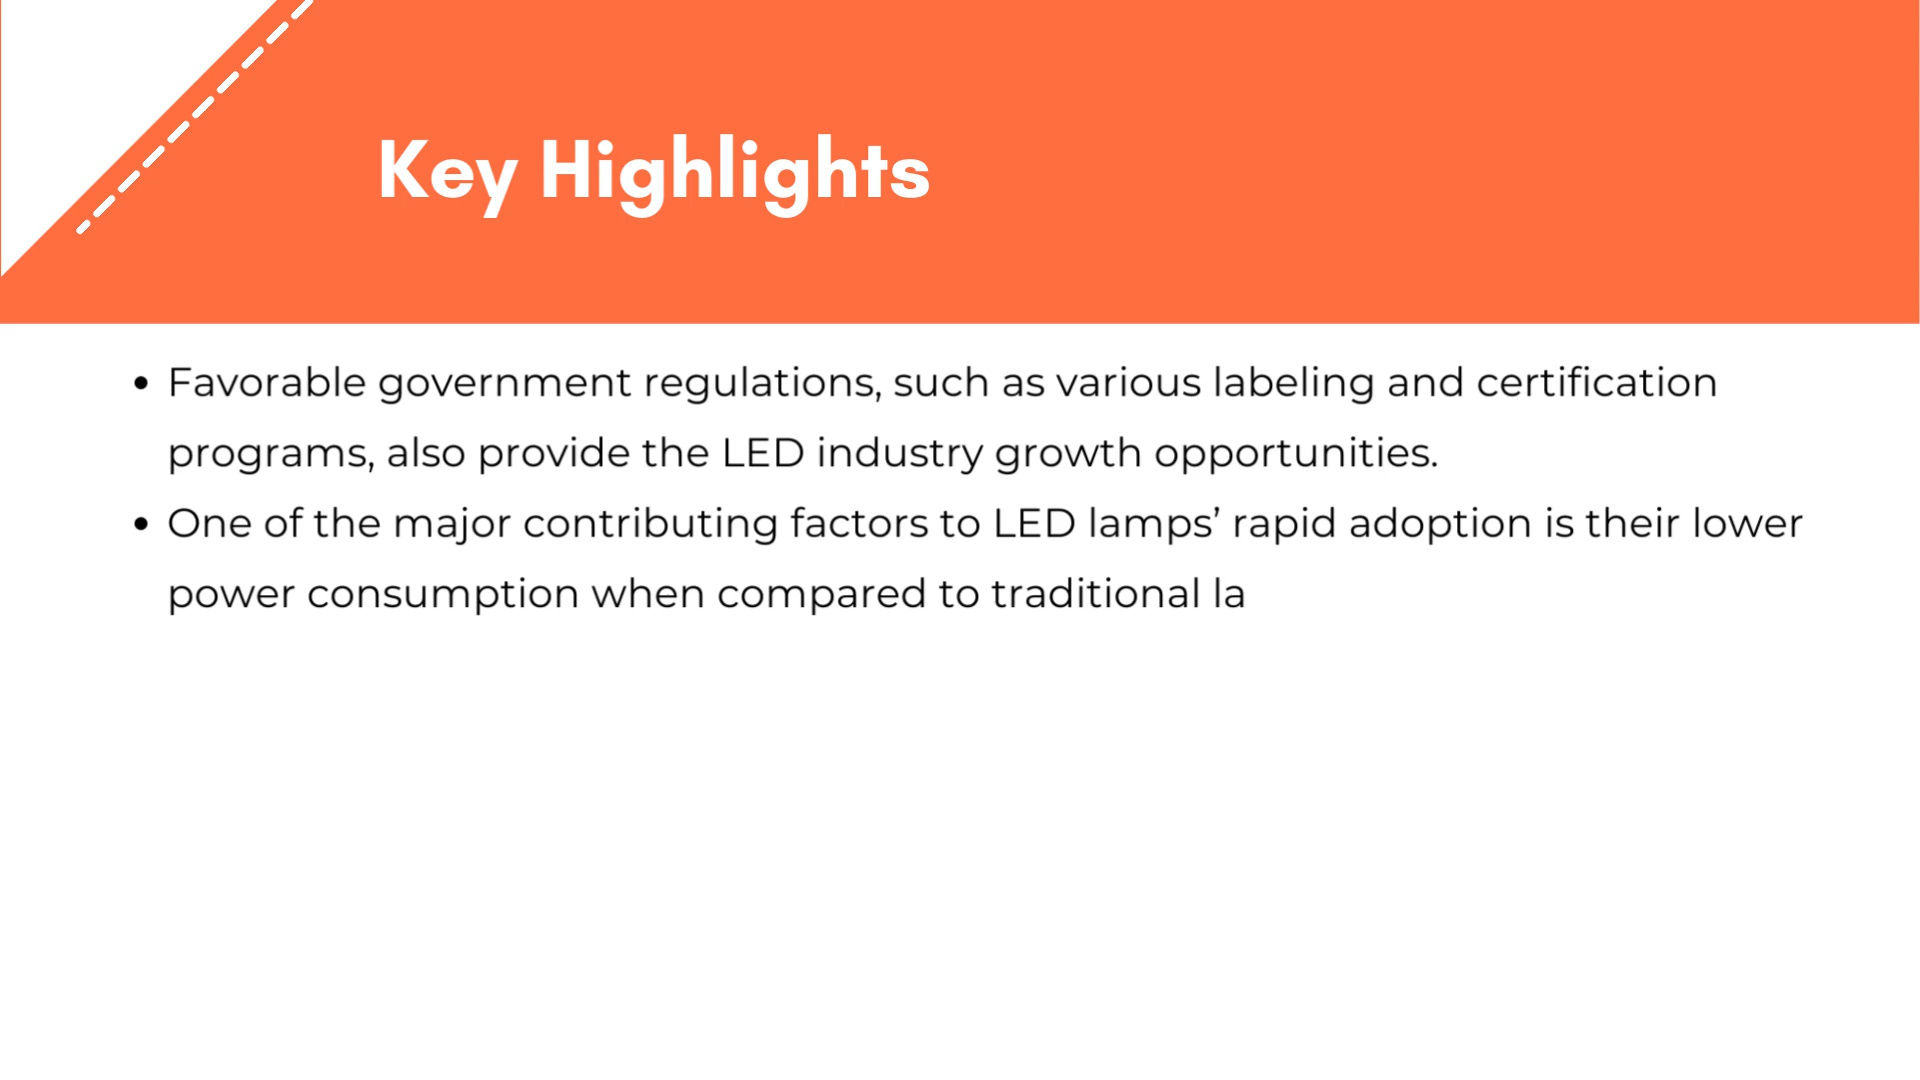 Key Highlights
• Favorable government regulations, such as various labeling and certification
programs, also provide the LED industry growth opportunities.
• One of the major contributing factors to LED lamps’ rapid adoption is their lower
power consumption when compared to traditional la